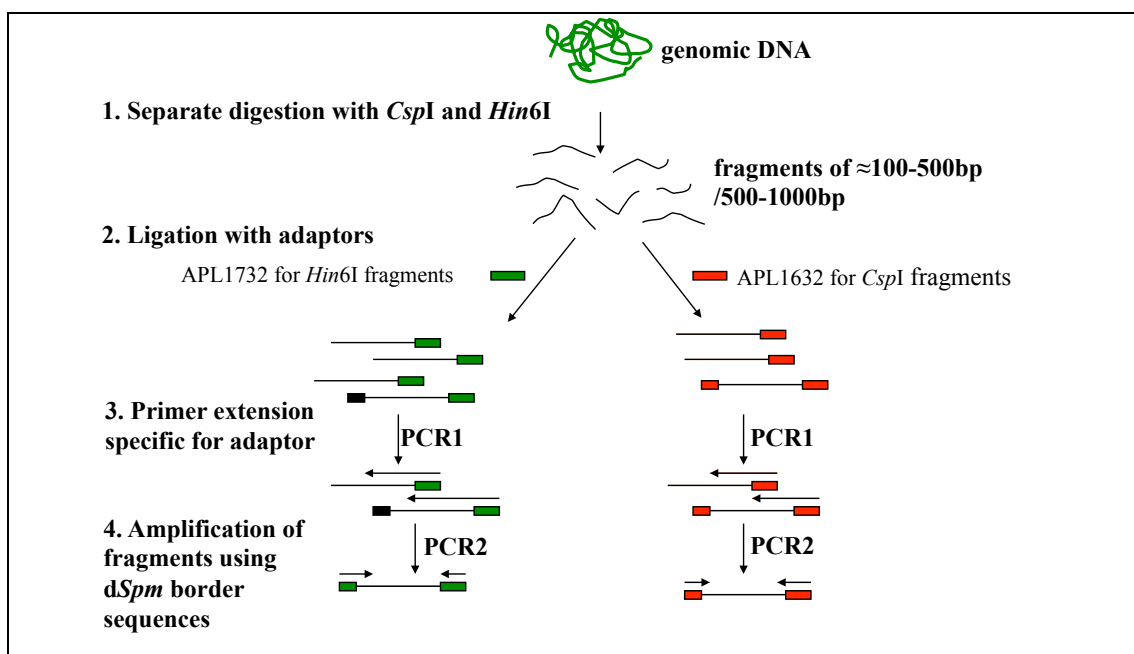 genomic DNA
1. Separate digestion with CspI and Hin6I
fragments of ≈100-500bp
/500-1000bp
2. Ligation with adaptors
APL1732 for Hin6I fragments
APL1632 for CspI fragments
3. Primer extension
specific for adaptor
PCR1
PCR1
4. Amplification of
fragments using
dSpm border
sequences
PCR2
PCR2